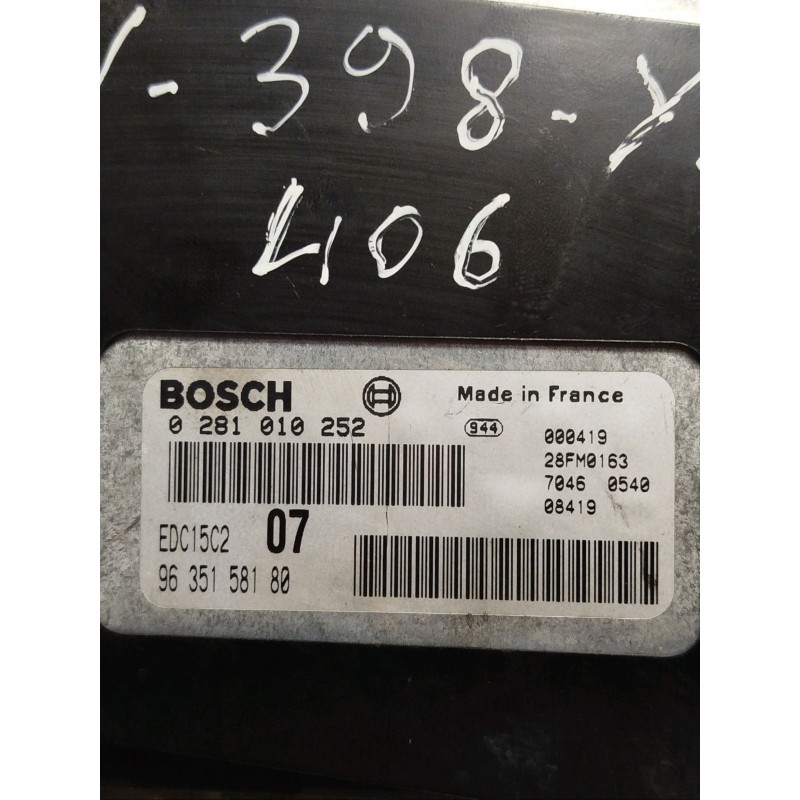 -398-
406
BOSCH
Made in France
0 281 010 252
944
000419
28FM0163
7046 0540
08419
EDC15C2 07
96 351 581 80